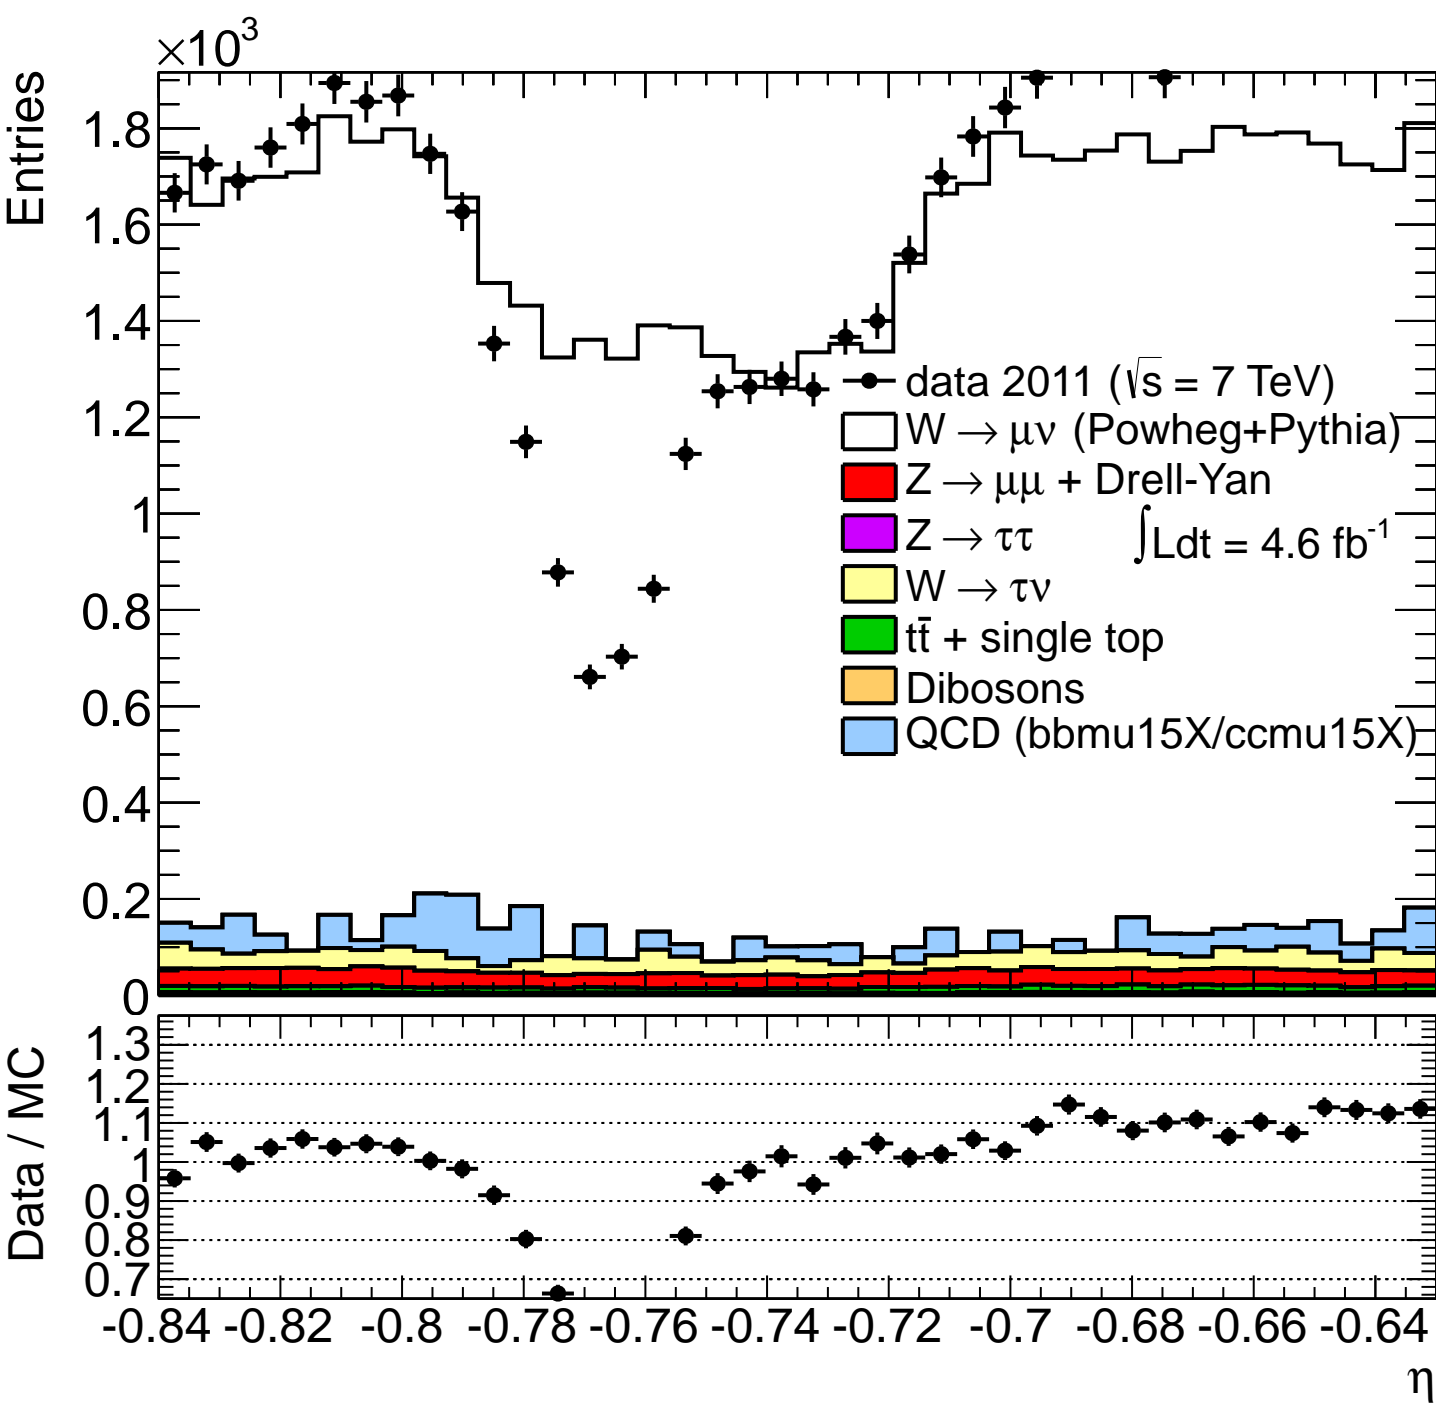 ×10³
Entries
1.8
1.6
1.4
1.2
1
0.8
0.6
0.4
0.2
0
data 2011 (√s = 7 TeV)
W → μν (Powheg+Pythia)
Z → μμ + Drell-Yan
Z → ττ
∫Ldt = 4.6 fb⁻¹
W → τν
tt̄ + single top
Dibosons
QCD (bbmu15X/ccmu15X)
Data / MC
1.3
1.2
1.1
1
0.9
0.8
0.7
-0.84 -0.82 -0.8 -0.78 -0.76 -0.74 -0.72 -0.7 -0.68 -0.66 -0.64
η